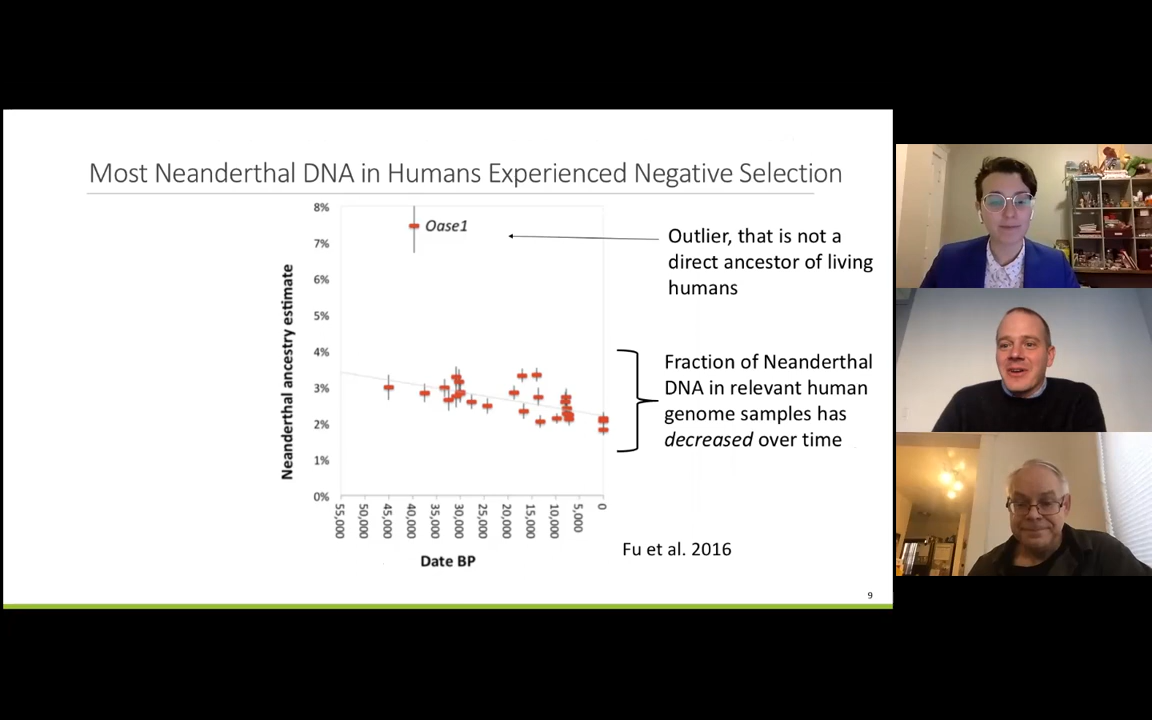 Most Neanderthal DNA in Humans Experienced Negative Selection
Neanderthal ancestry estimate
8%
7%
6%
5%
4%
3%
2%
1%
0%
Oase1
55,000
50,000
45,000
40,000
35,000
30,000
25,000
20,000
15,000
10,000
5,000
0
Date BP
Outlier, that is not a
direct ancestor of living
humans
Fraction of Neanderthal
DNA in relevant human
genome samples has
decreased over time
Fu et al. 2016
9